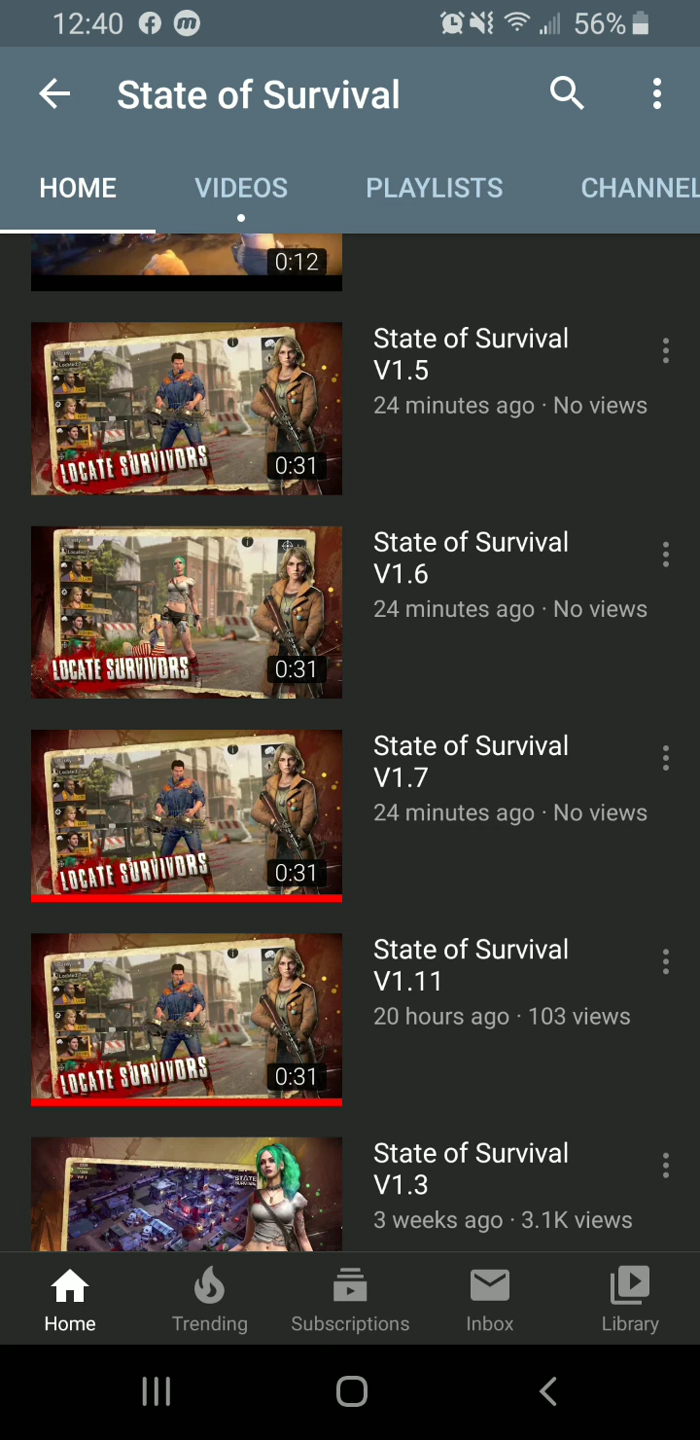 12:40
56%
State of Survival
HOME VIDEOS PLAYLISTS CHANNEL
0:12
State of Survival
V1.5
24 minutes ago · No views
LOCATE SURVIVORS
0:31
State of Survival
V1.6
24 minutes ago · No views
LOCATE SURVIVORS
0:31
State of Survival
V1.7
24 minutes ago · No views
LOCATE SURVIVORS
0:31
State of Survival
V1.11
20 hours ago · 103 views
LOCATE SURVIVORS
0:31
State of Survival
V1.3
3 weeks ago · 3.1K views
Home Trending Subscriptions Inbox Library